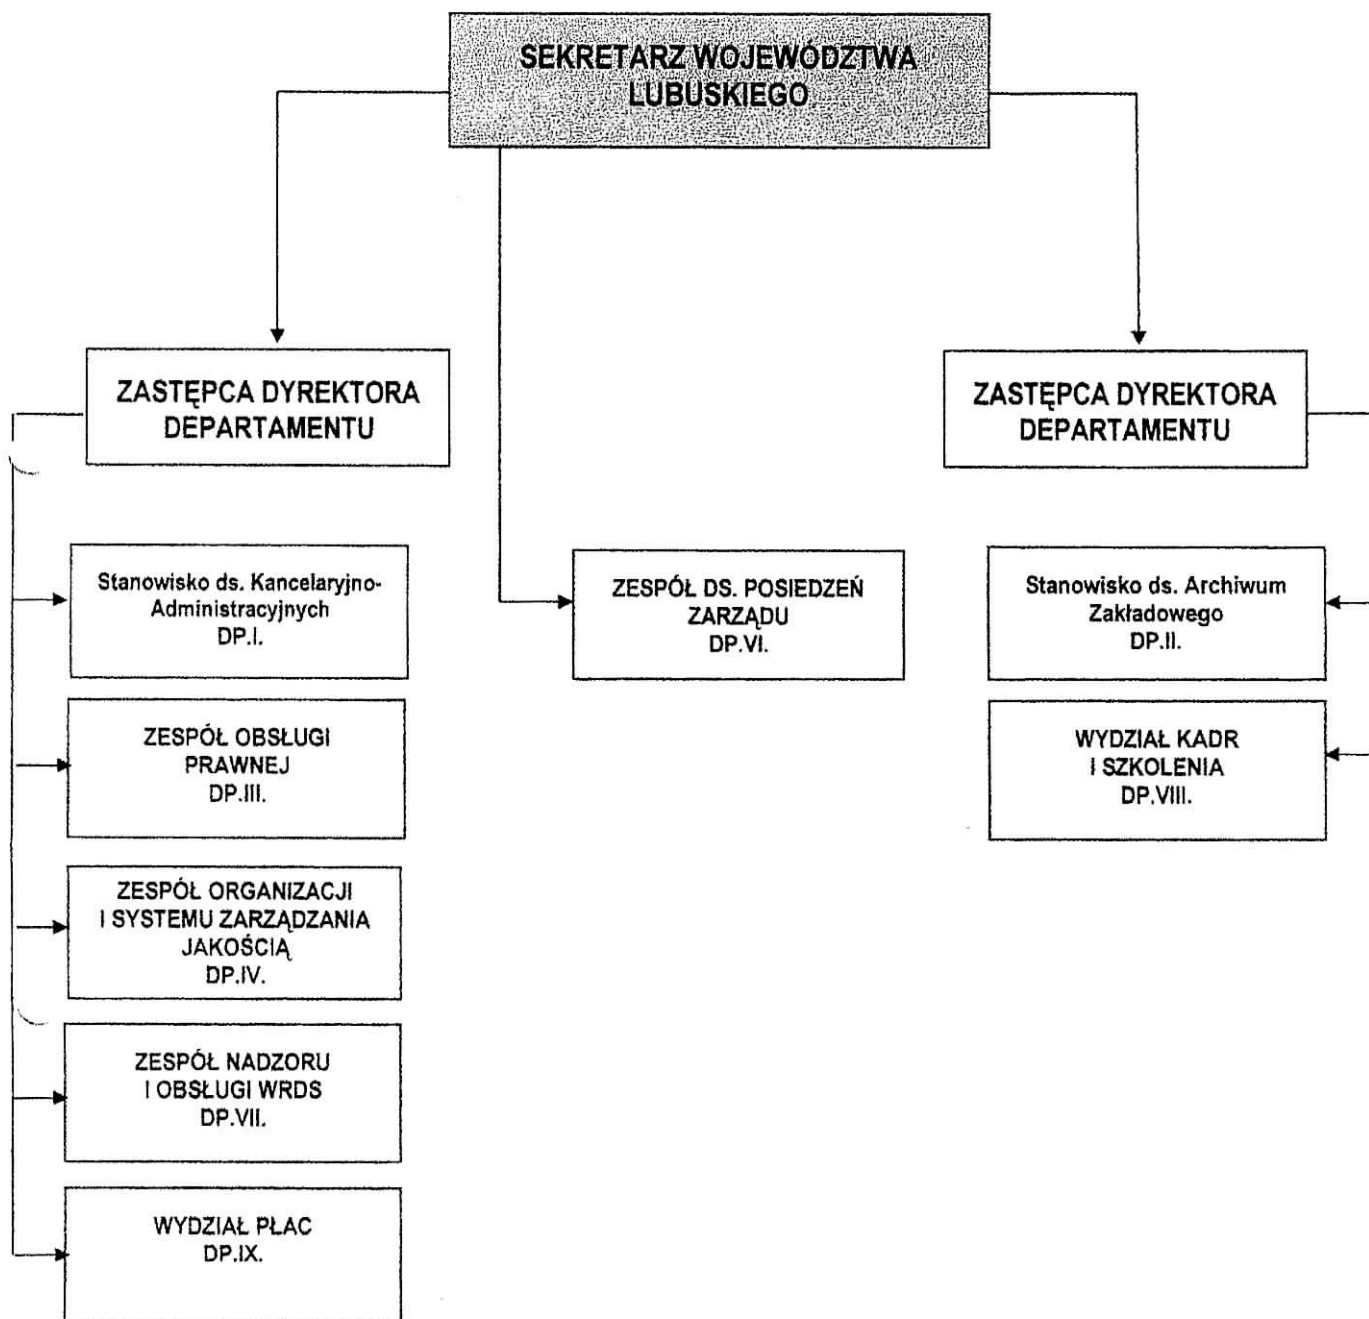 SEKRETARZ WOJEWÓDZTWA
LUBUSKIEGO
ZASTĘPCA DYREKTORA
DEPARTAMENTU
ZASTĘPCA DYREKTORA
DEPARTAMENTU
Stanowisko ds. Kancelaryjno-
Administracyjnych
DP.I.
ZESPÓŁ DS. POSIEDZEŃ
ZARZĄDU
DP.VI.
Stanowisko ds. Archiwum
Zakładowego
DP.II.
ZESPÓŁ OBSŁUGI
PRAWNEJ
DP.III.
WYDZIAŁ KADR
I SZKOLENIA
DP.VIII.
ZESPÓŁ ORGANIZACJI
I SYSTEMU ZARZĄDZANIA
JAKOŚCIĄ
DP.IV.
ZESPÓŁ NADZORU
I OBSŁUGI WRDS
DP.VII.
WYDZIAŁ PŁAC
DP.IX.